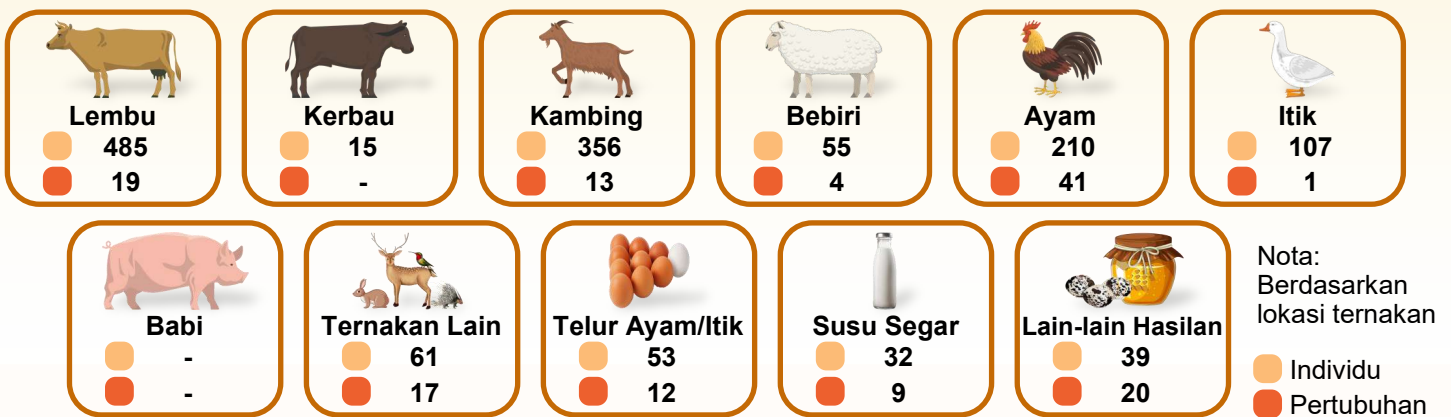 Lembu
485
19
Kerbau
15
-
Kambing
356
13
Bebiri
55
4
Ayam
210
41
Itik
107
1
Babi
-
-
Ternakan Lain
61
17
Telur Ayam/Itik
53
12
Susu Segar
32
9
Lain-lain Hasilan
39
20
Nota:
Berdasarkan
lokasi ternakan
Individu
Pertubuhan